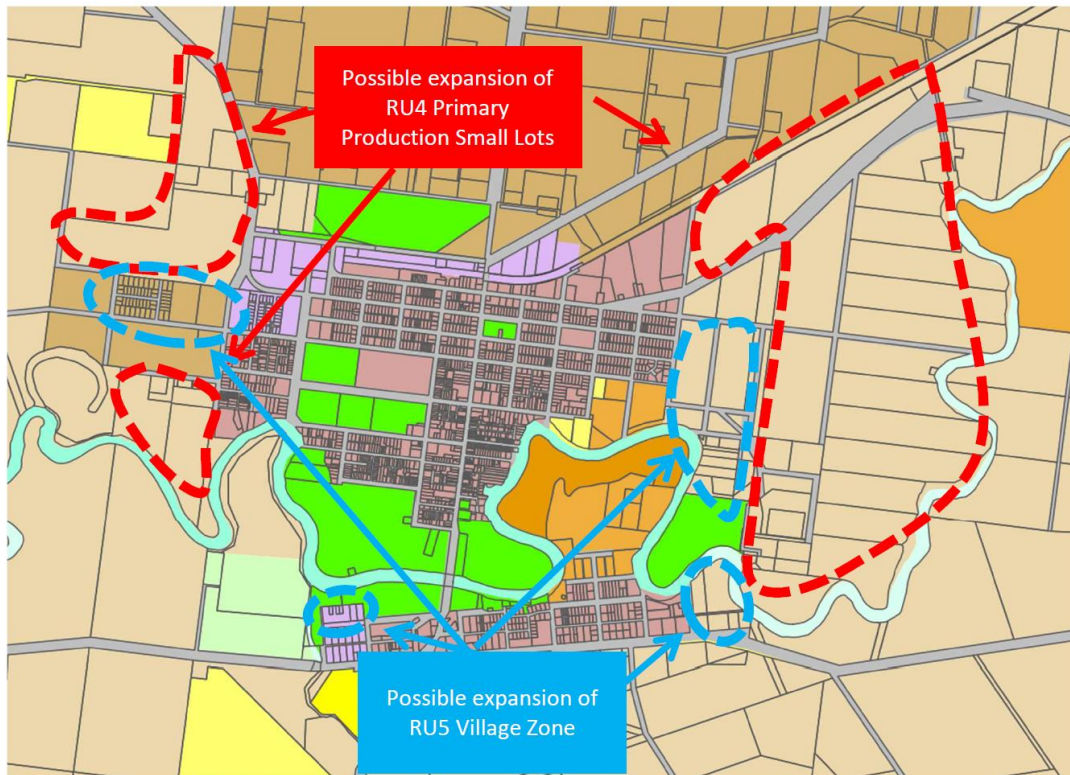 Possible expansion of
RU4 Primary
Production Small Lots
Possible expansion of
RU5 Village Zone